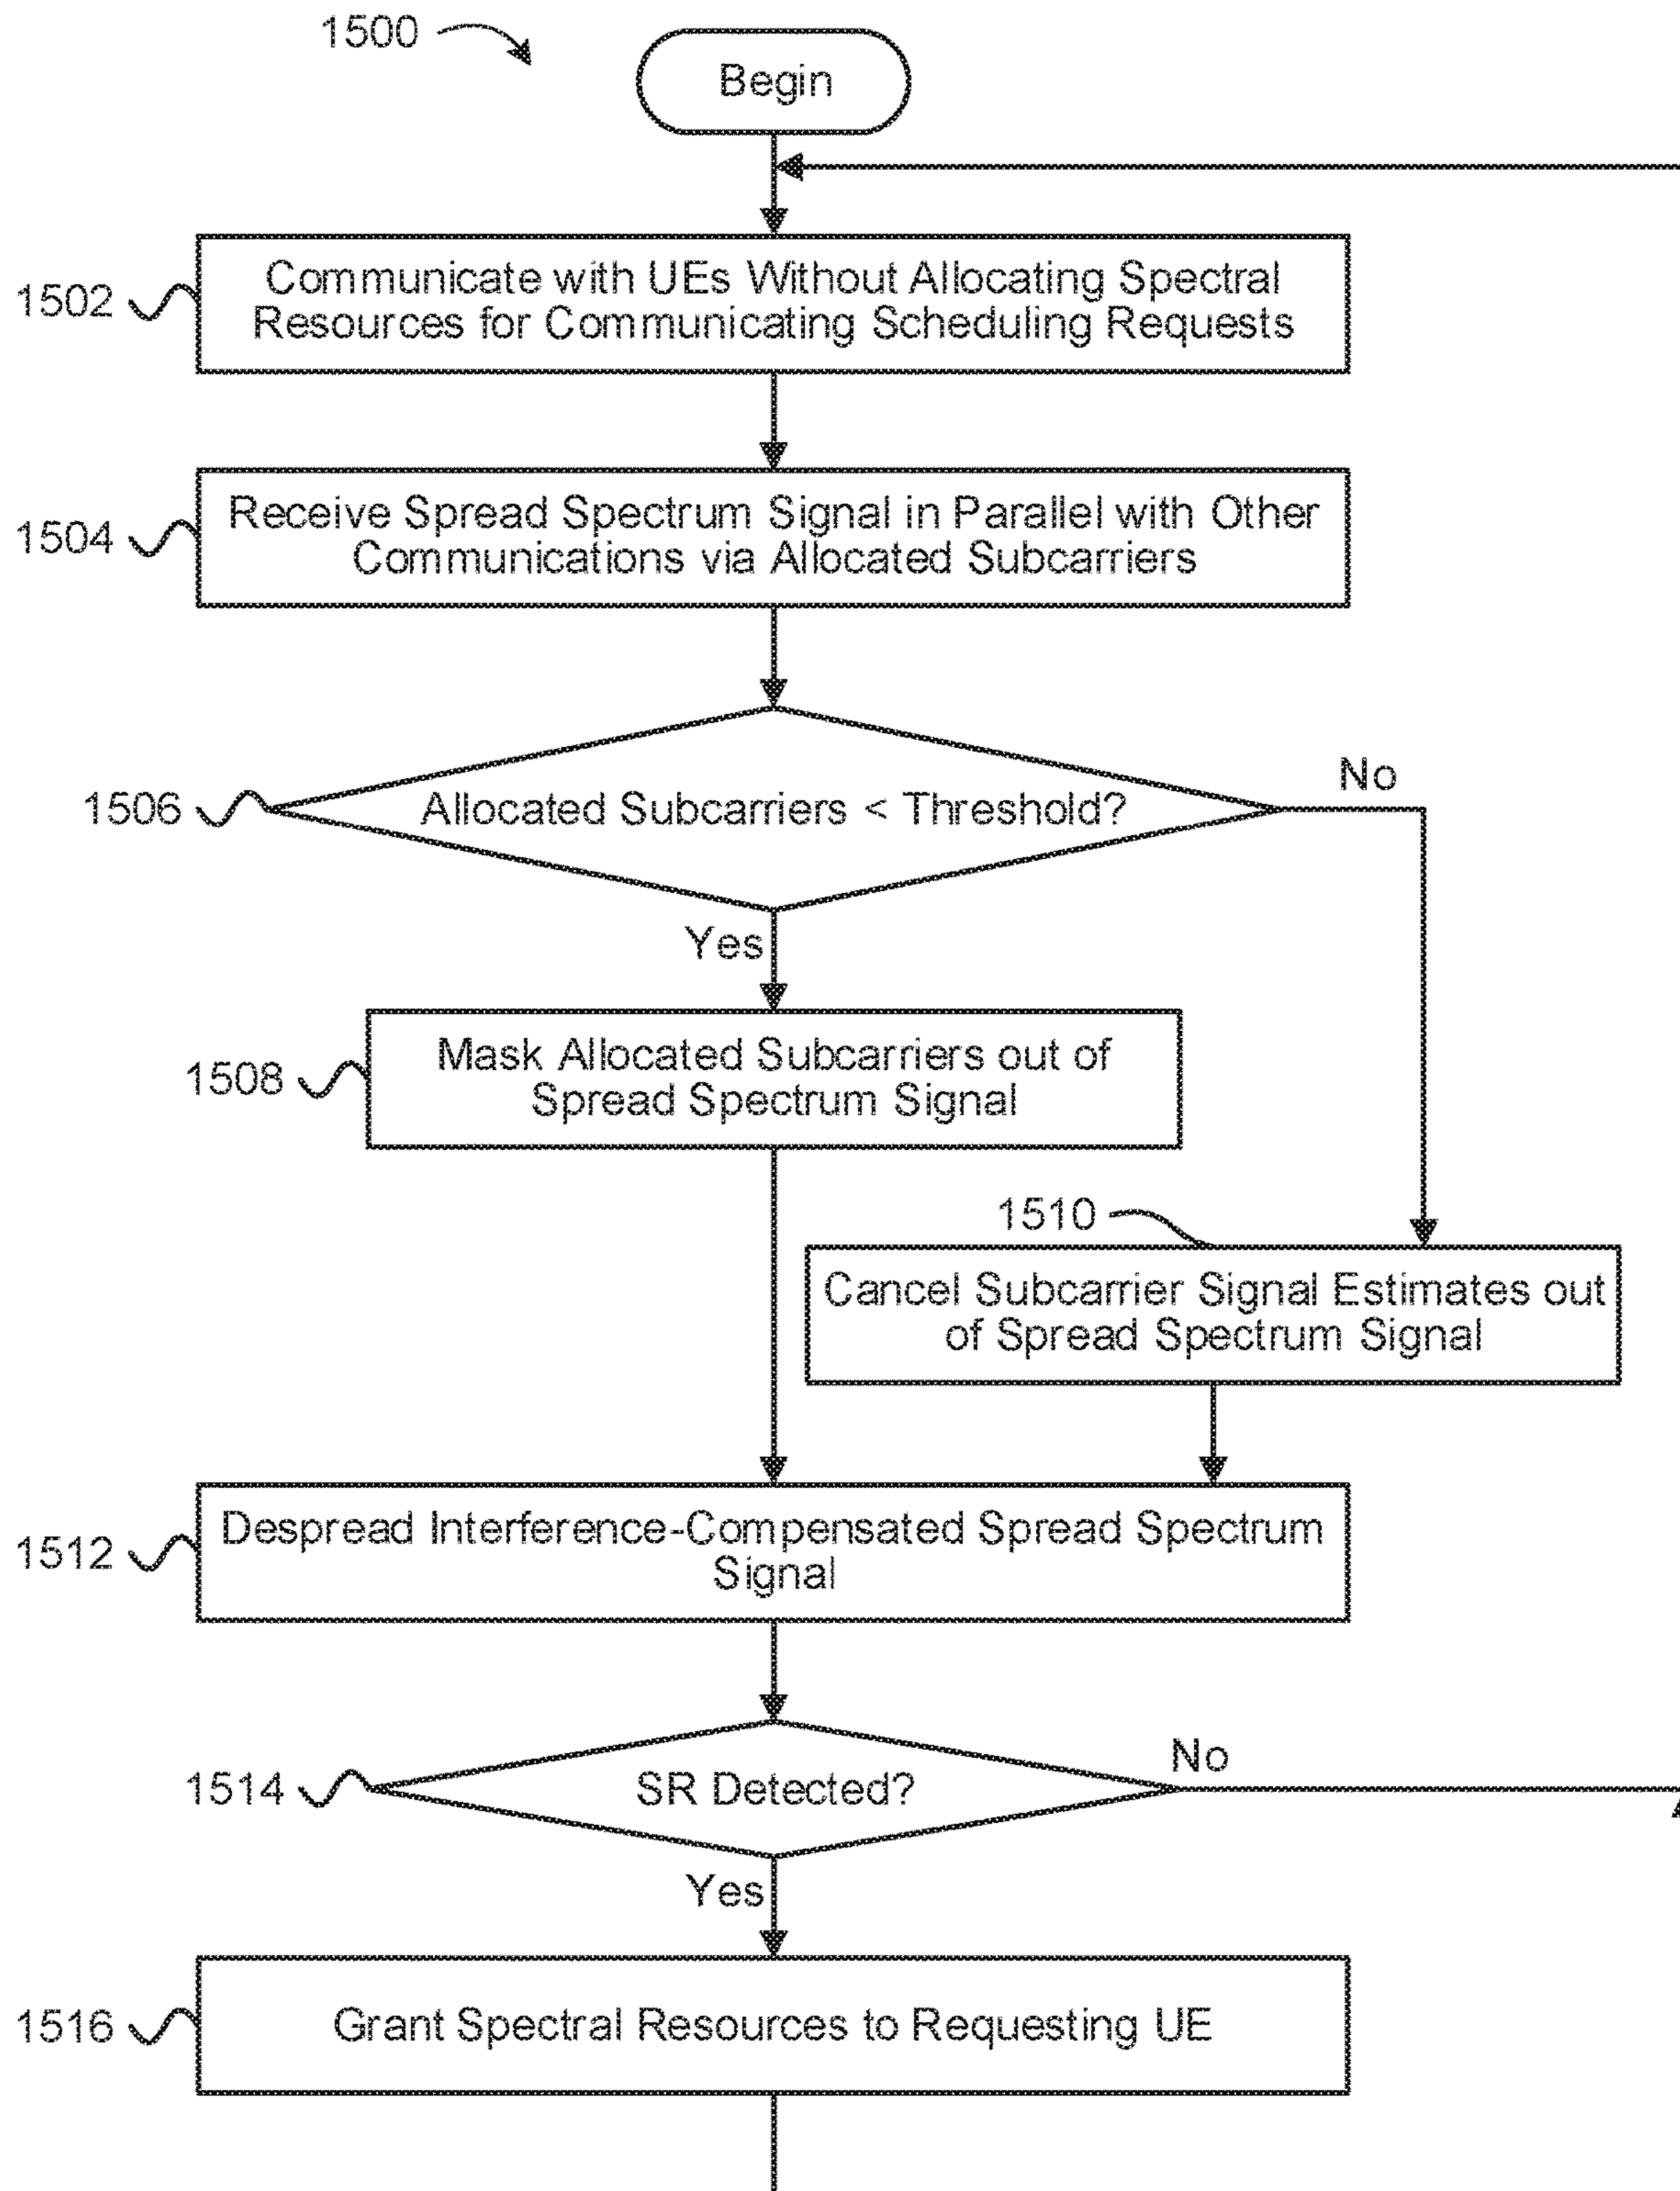 1500
Begin
1502
Communicate with UEs Without Allocating Spectral
Resources for Communicating Scheduling Requests
1504
Receive Spread Spectrum Signal in Parallel with Other
Communications via Allocated Subcarriers
No
1506
Allocated Subcarriers < Threshold?
Yes
1508
Mask Allocated Subcarriers out of
Spread Spectrum Signal
1510
Cancel Subcarrier Signal Estimates out
of Spread Spectrum Signal
1512
Despread Interference-Compensated Spread Spectrum
Signal
No
1514
SR Detected?
Yes
1516
Grant Spectral Resources to Requesting UE